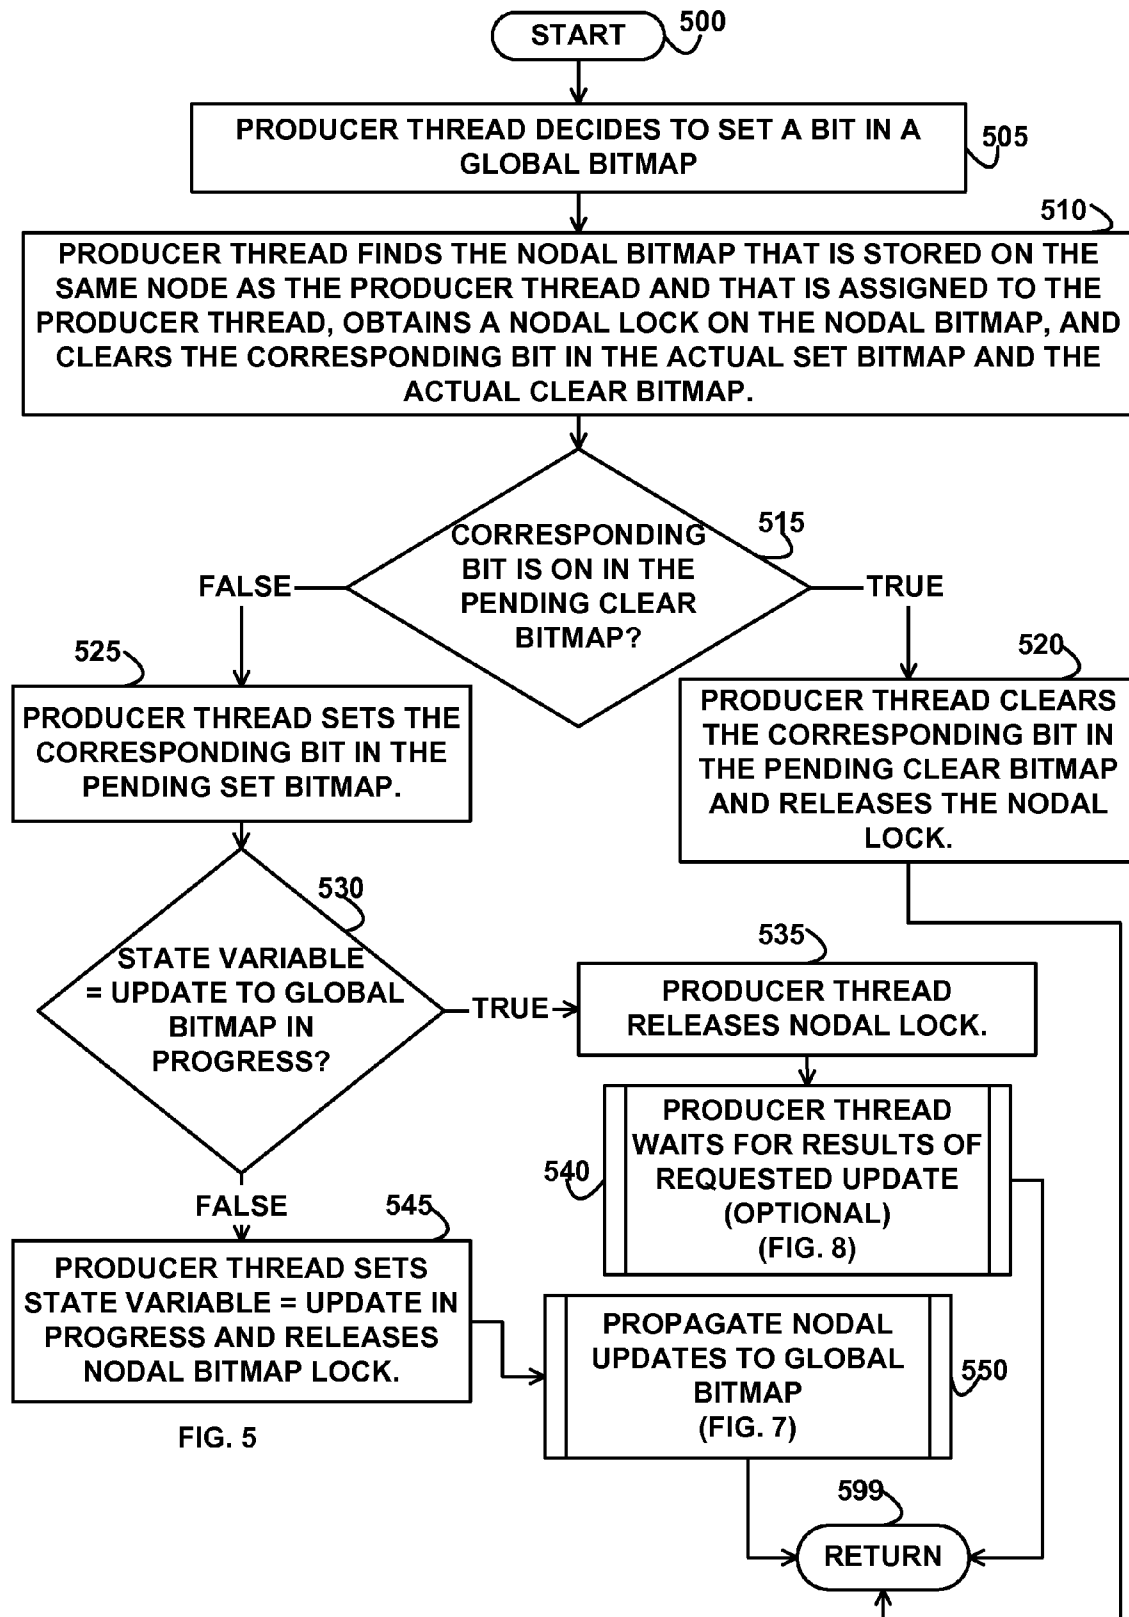 START
500
PRODUCER THREAD DECIDES TO SET A BIT IN A
GLOBAL BITMAP
505
510
PRODUCER THREAD FINDS THE NODAL BITMAP THAT IS STORED ON THE
SAME NODE AS THE PRODUCER THREAD AND THAT IS ASSIGNED TO THE
PRODUCER THREAD, OBTAINS A NODAL LOCK ON THE NODAL BITMAP, AND
CLEARS THE CORRESPONDING BIT IN THE ACTUAL SET BITMAP AND THE
ACTUAL CLEAR BITMAP.
515
CORRESPONDING
BIT IS ON IN THE
PENDING CLEAR
BITMAP?
FALSE
TRUE
525
PRODUCER THREAD SETS THE
CORRESPONDING BIT IN THE
PENDING SET BITMAP.
520
PRODUCER THREAD CLEARS
THE CORRESPONDING BIT IN
THE PENDING CLEAR BITMAP
AND RELEASES THE NODAL
LOCK.
530
STATE VARIABLE
= UPDATE TO GLOBAL
BITMAP IN
PROGRESS?
TRUE
535
PRODUCER THREAD
RELEASES NODAL LOCK.
540
PRODUCER THREAD
WAITS FOR RESULTS OF
REQUESTED UPDATE
(OPTIONAL)
(FIG. 8)
FALSE
545
PRODUCER THREAD SETS
STATE VARIABLE = UPDATE IN
PROGRESS AND RELEASES
NODAL BITMAP LOCK.
PROPAGATE NODAL
UPDATES TO GLOBAL
BITMAP
(FIG. 7)
550
FIG. 5
599
RETURN